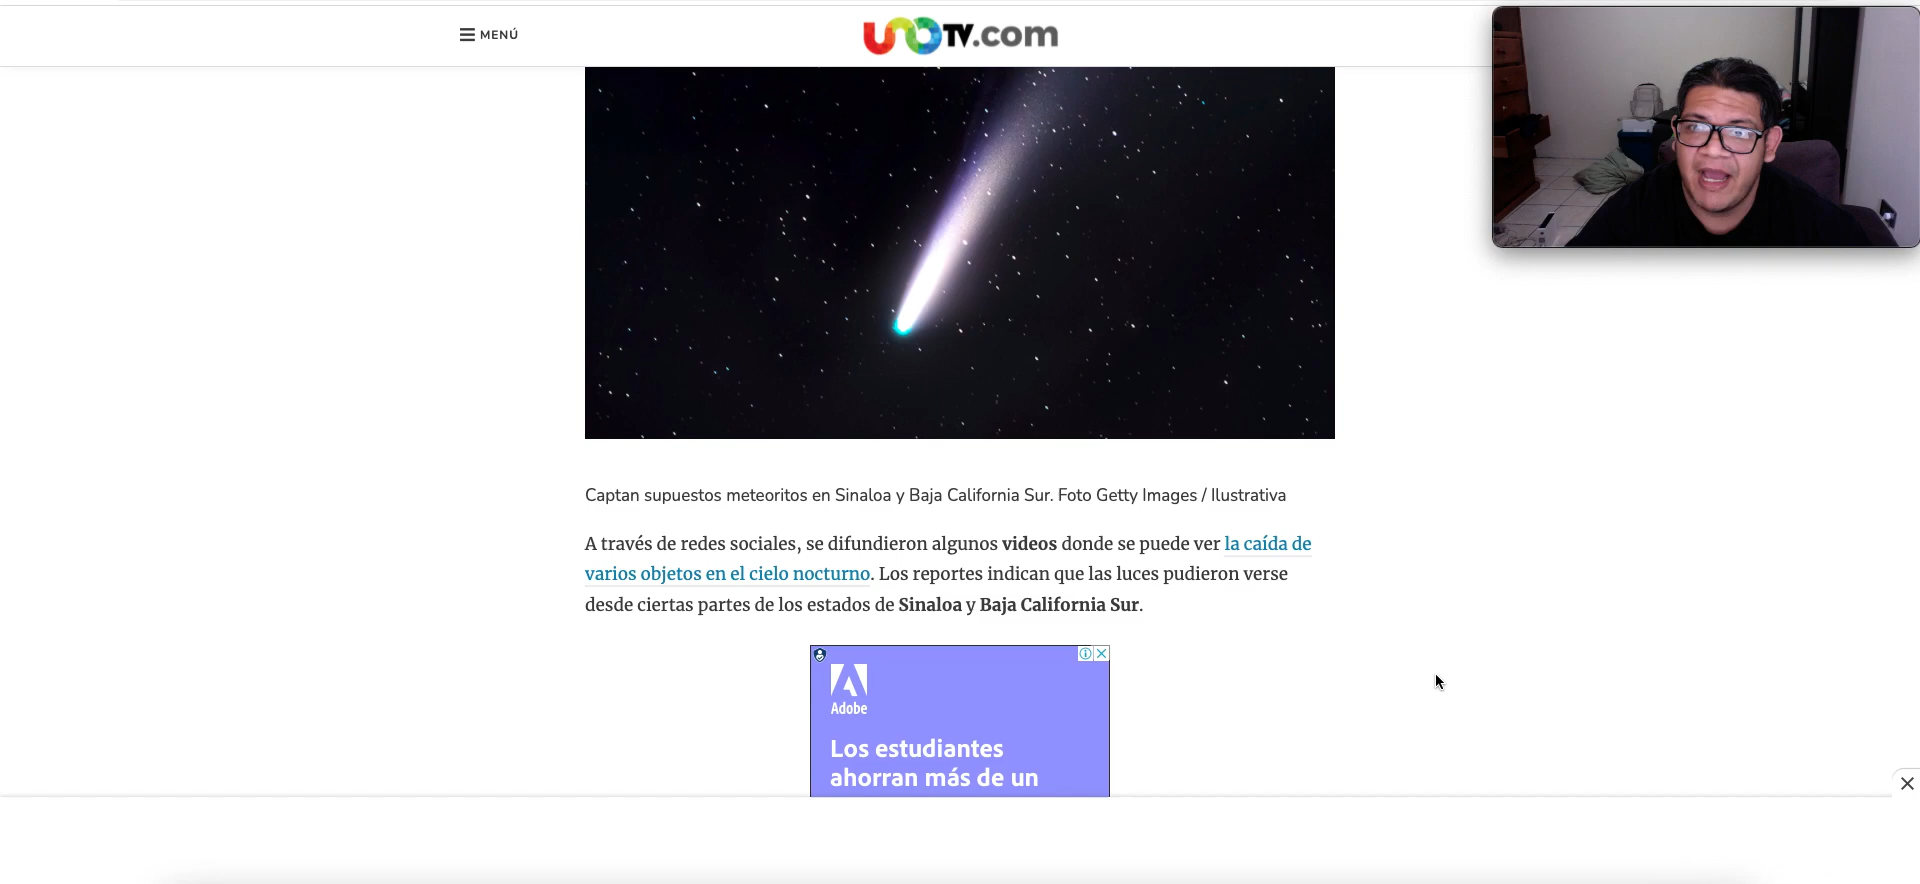 MENÚ
unoTV.com
Captan supuestos meteoritos en Sinaloa y Baja California Sur. Foto Getty Images / Ilustrativa
A través de redes sociales, se difundieron algunos videos donde se puede ver la caída de
varios objetos en el cielo nocturno. Los reportes indican que las luces pudieron verse
desde ciertas partes de los estados de Sinaloa y Baja California Sur.
Adobe
Los estudiantes
ahorran más de un